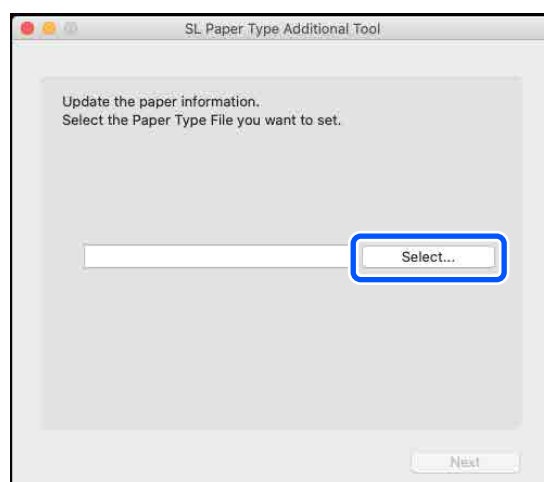 SL Paper Type Additional Tool
Update the paper information.
Select the Paper Type File you want to set.
Select...
Next